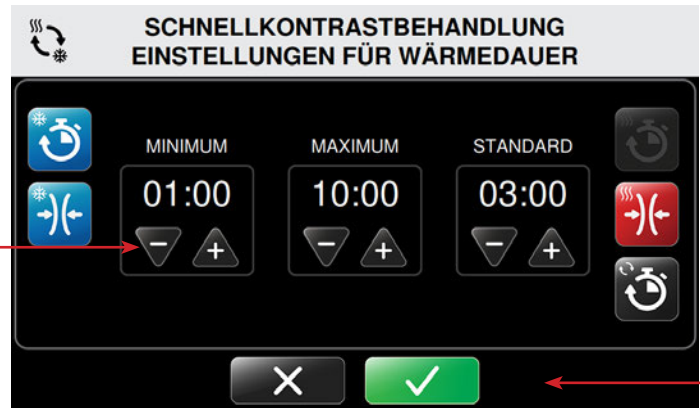 SCHNELLKONTRASTBEHANDLUNG
EINSTELLUNGEN FÜR WÄRMEDAUER
MINIMUM MAXIMUM STANDARD
01:00 10:00 03:00